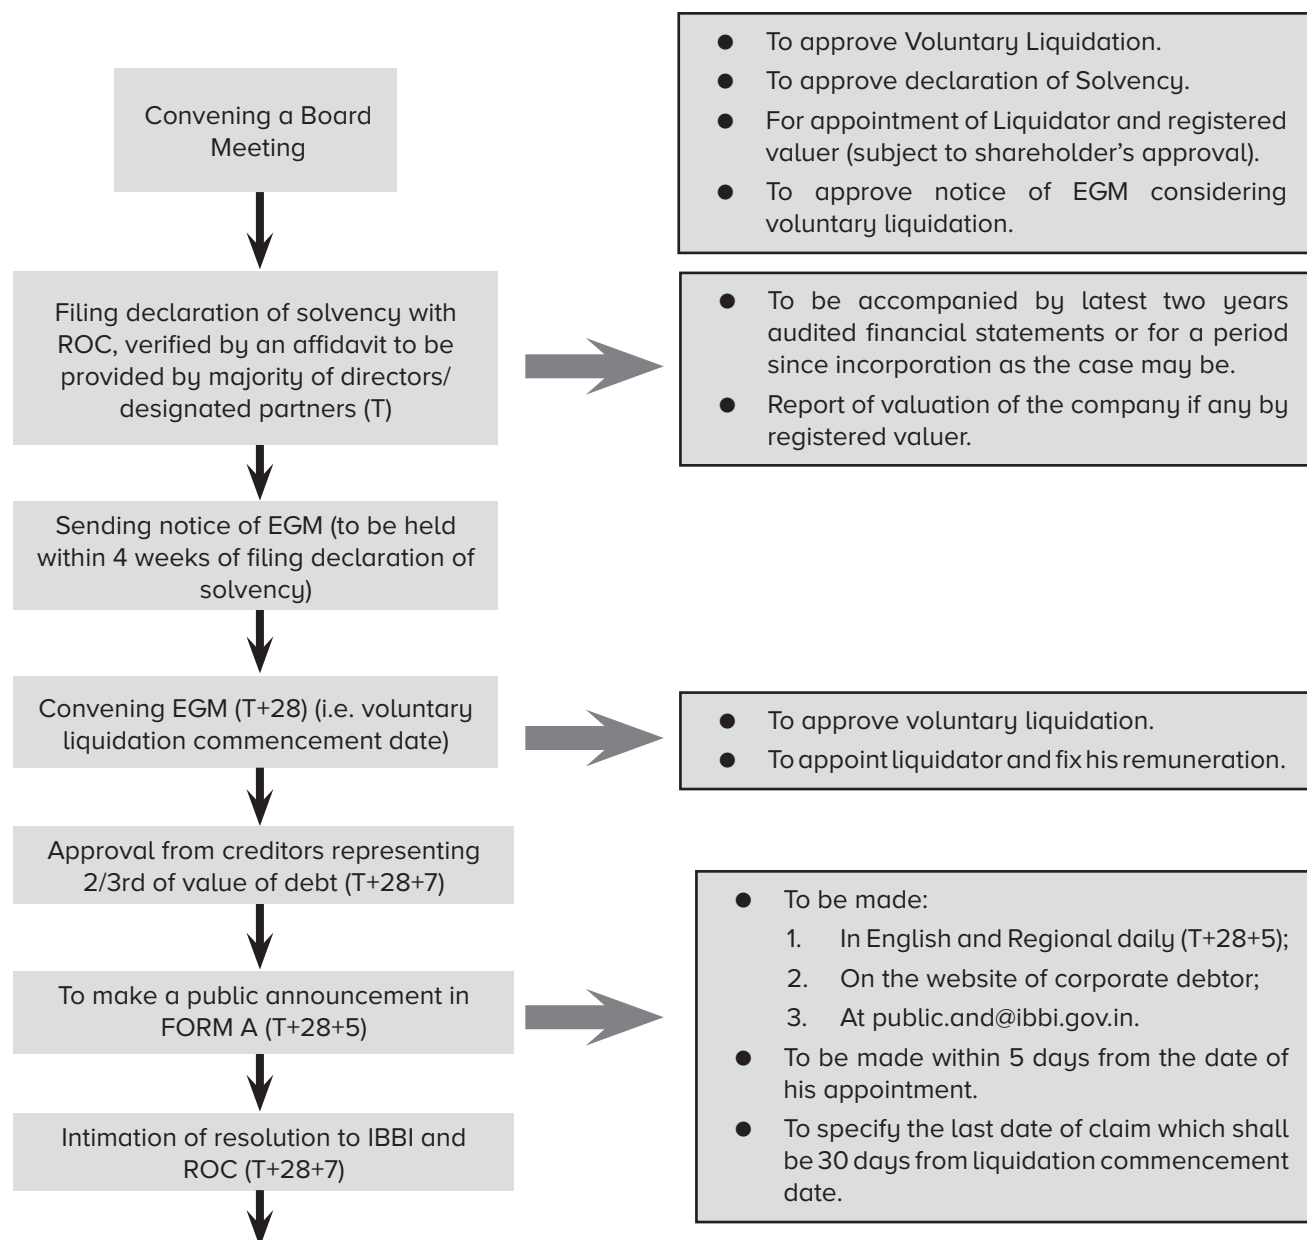 Convening a Board
Meeting
● To approve Voluntary Liquidation.
● To approve declaration of Solvency.
● For appointment of Liquidator and registered
valuer (subject to shareholder's approval).
● To approve notice of EGM considering
voluntary liquidation.
Filing declaration of solvency with
ROC, verified by an affidavit to be
provided by majority of directors/
designated partners (T)
● To be accompanied by latest two years
audited financial statements or for a period
since incorporation as the case may be.
● Report of valuation of the company if any by
registered valuer.
Sending notice of EGM (to be held
within 4 weeks of filing declaration of
solvency)
Convening EGM (T+28) (i.e. voluntary
liquidation commencement date)
● To approve voluntary liquidation.
● To appoint liquidator and fix his remuneration.
Approval from creditors representing
2/3rd of value of debt (T+28+7)
To make a public announcement in
FORM A (T+28+5)
● To be made:
1. In English and Regional daily (T+28+5);
2. On the website of corporate debtor;
3. At public.and@ibbi.gov.in.
● To be made within 5 days from the date of
his appointment.
● To specify the last date of claim which shall
be 30 days from liquidation commencement
date.
Intimation of resolution to IBBI and
ROC (T+28+7)